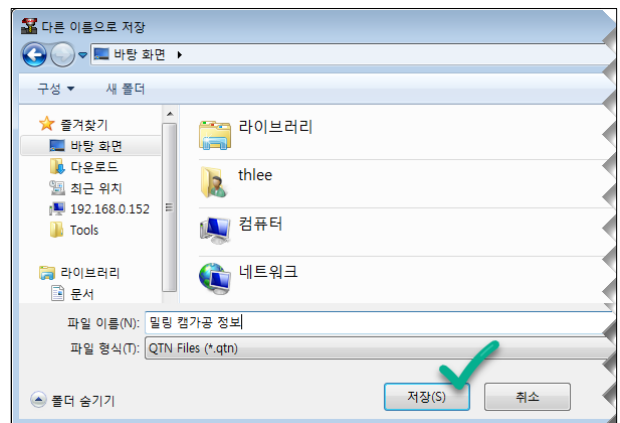 다른 이름으로 저장
바탕 화면
구성 새 폴더
즐겨찾기
바탕 화면
다운로드
최근 위치
192.168.0.152
Tools
라이브러리
문서
라이브러리
thlee
컴퓨터
네트워크
파일 이름(N): 밀링 캠가공 정보
파일 형식(T): QTN Files (*.qtn)
폴더 숨기기 저장(S) 취소